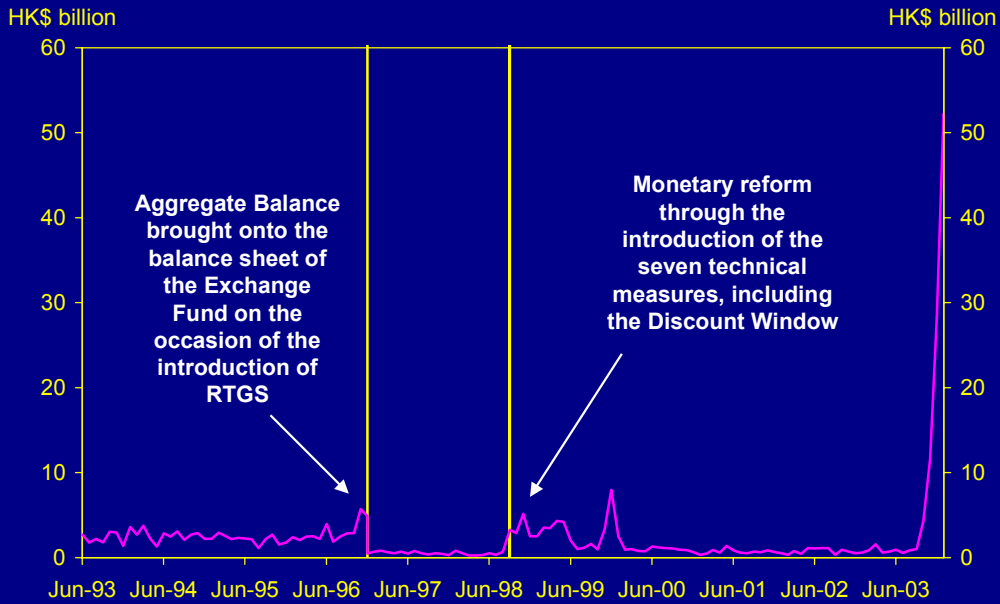 HK$ billion
HK$ billion
60
60
50
50
40
40
30
30
20
20
10
10
0
0
Aggregate Balance
brought onto the
balance sheet of
the Exchange
Fund on the
occasion of the
introduction of
RTGS
Monetary reform
through the
introduction of the
seven technical
measures, including
the Discount Window
Jun-93 Jun-94 Jun-95 Jun-96 Jun-97 Jun-98 Jun-99 Jun-00 Jun-01 Jun-02 Jun-03